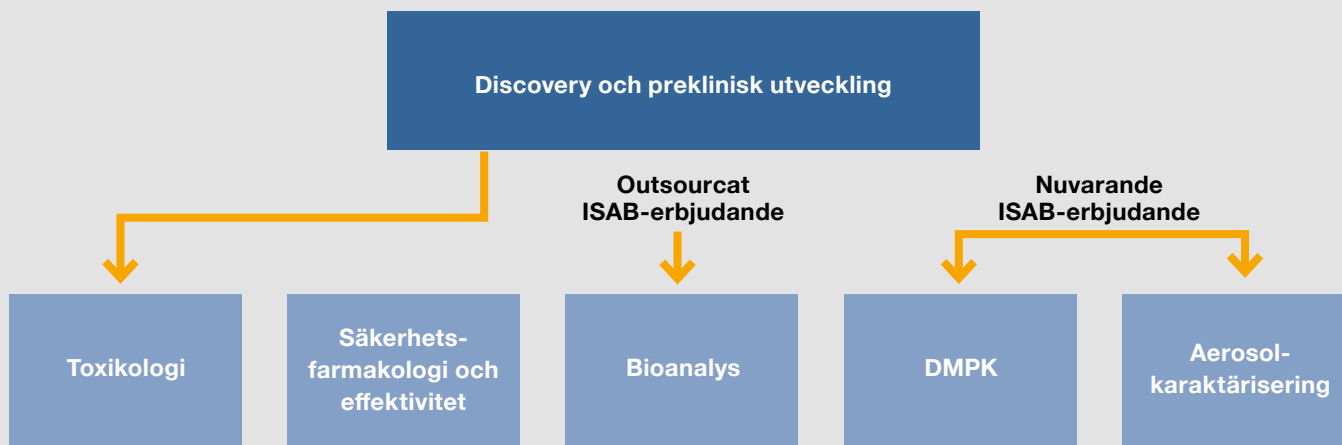 Discovery och preklinisk utveckling
Outsourcat
ISAB-erbjudande
Nuvarande
ISAB-erbjudande
Toxikologi
Säkerhets-
farmakologi och
effektivitet
Bioanalys
DMPK
Aerosol-
karaktärisering